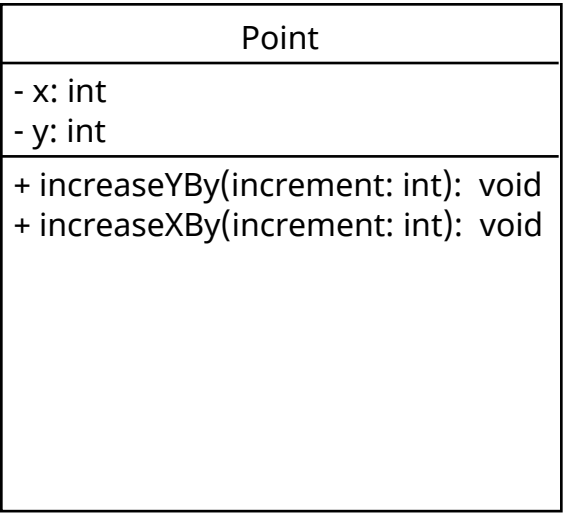 Point
- x: int
- y: int
+ increaseYBy(increment: int):  void
+ increaseXBy(increment: int):  void